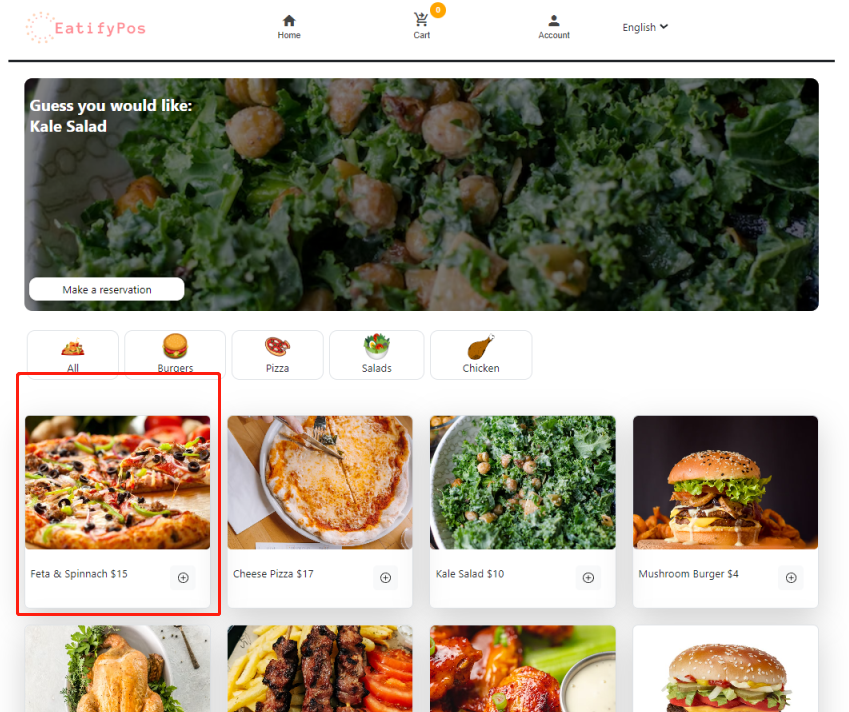 EatifyPos
0
Home
Cart
Account
English
Guess you would like:
Kale Salad
Make a reservation
All
Burgers
Pizza
Salads
Chicken
Feta & Spinnach $15
Cheese Pizza $17
Kale Salad $10
Mushroom Burger $4